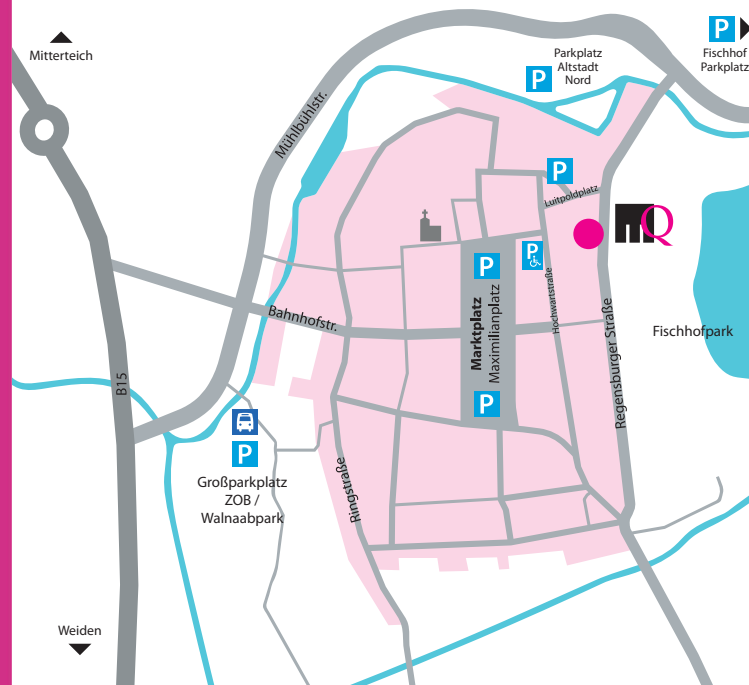 Mitterteich
Mühlbühlstr.
P
Parkplatz
Altstadt
Nord
P
Fischhof
Parkplatz
P
Luitpoldplatz
mQ
P
P
Hochwartstraße
Marktplatz
Maximilianplatz
P
Bahnhofstr.
Regensburger Straße
Fischhofpark
B15
P
Großparkplatz
ZOB /
Walnaabpark
Ringstraße
Weiden